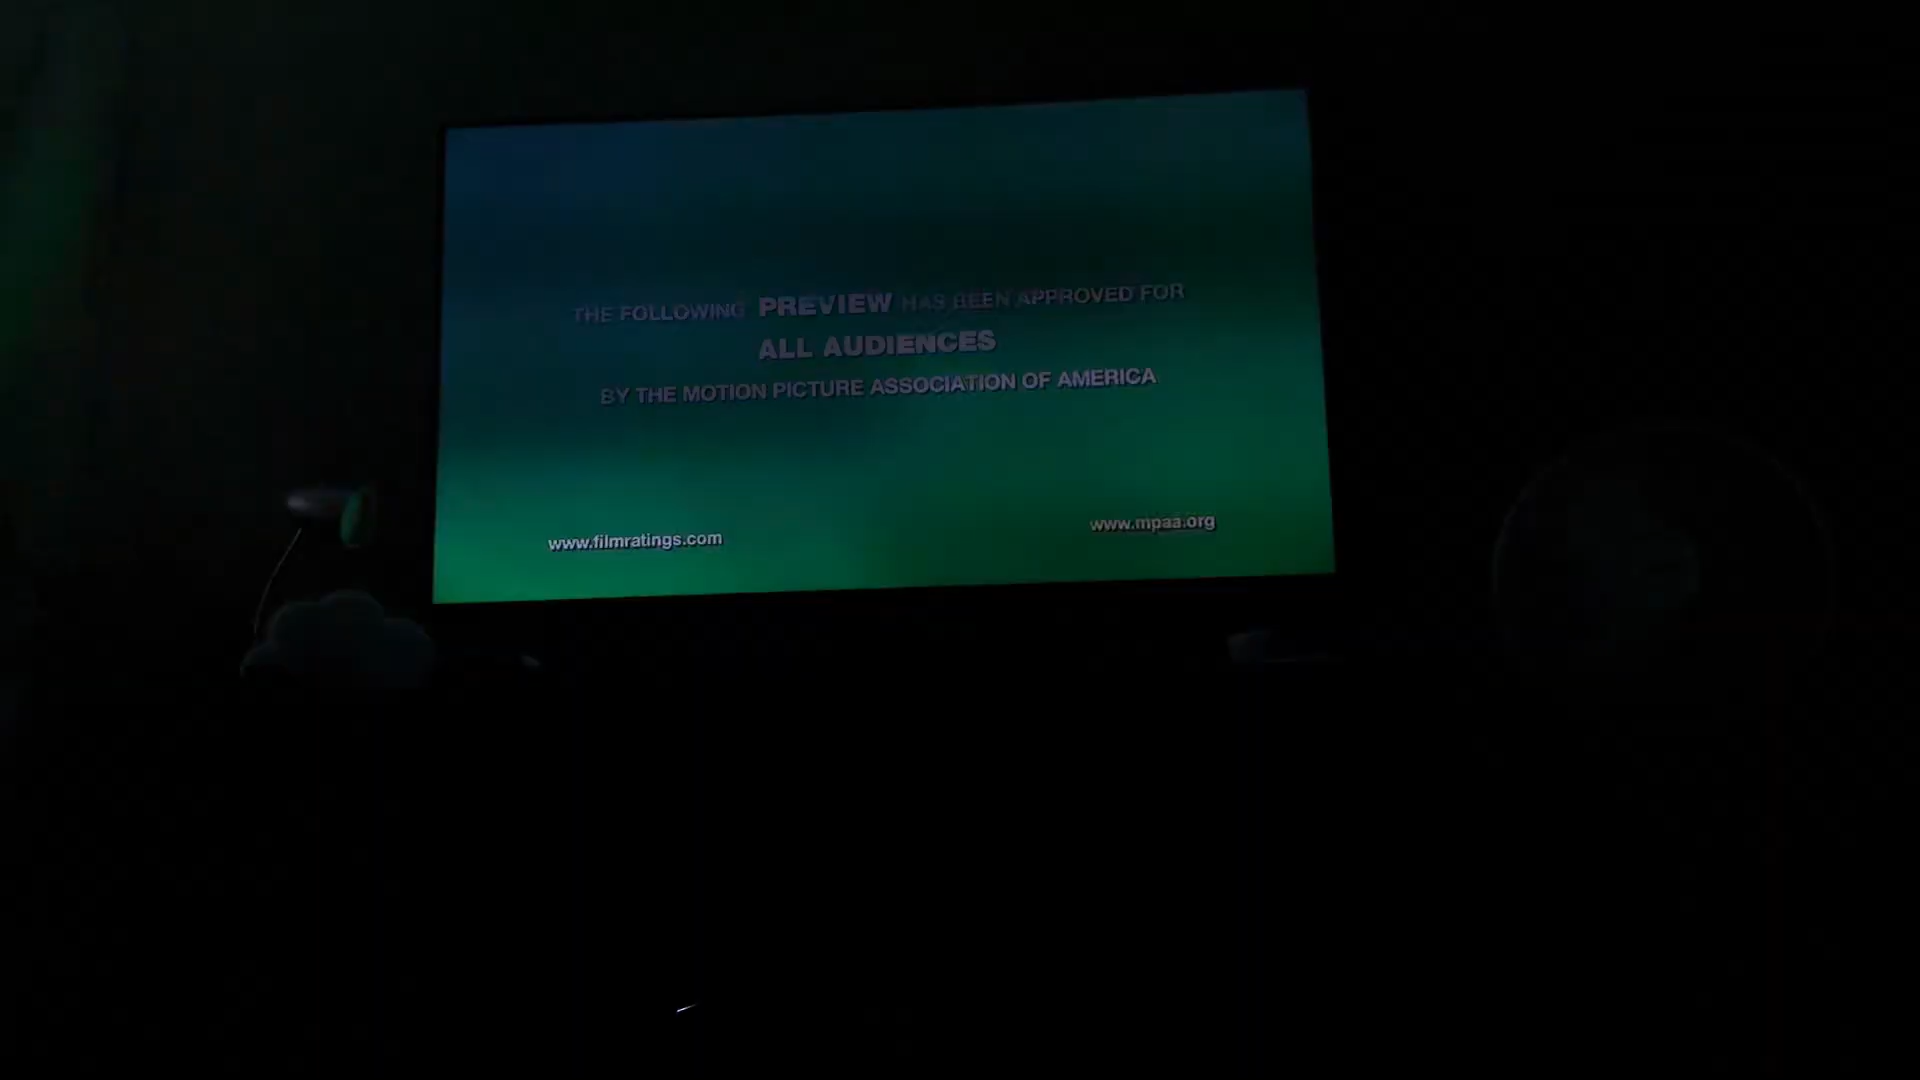 THE FOLLOWING PREVIEW HAS BEEN APPROVED FOR
ALL AUDIENCES
BY THE MOTION PICTURE ASSOCIATION OF AMERICA
www.filmratings.com
www.mpaa.org